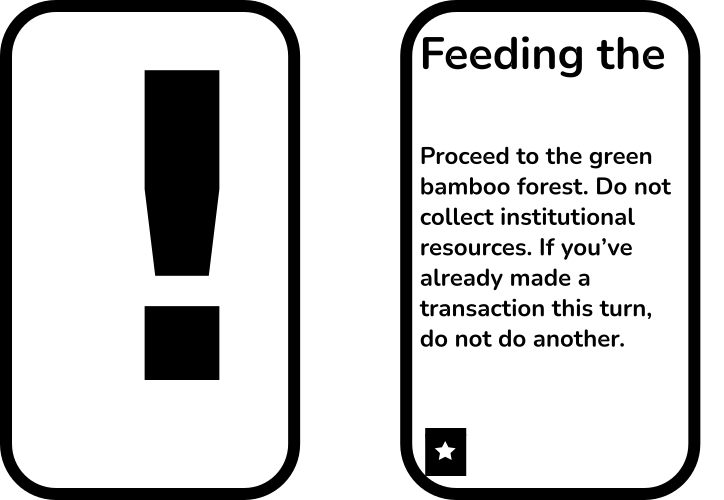 !
Feeding the
Proceed to the green
bamboo forest. Do not
collect institutional
resources. If you’ve
already made a
transaction this turn,
do not do another.